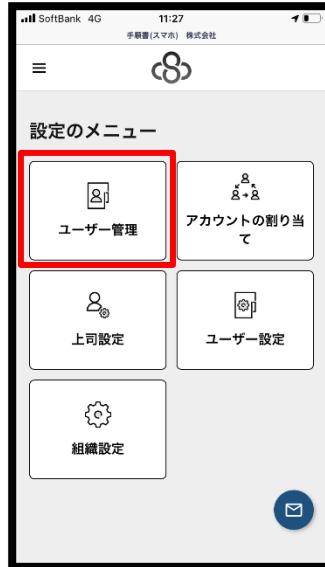 SoftBank 4G 11:27
手順書(スマホ) 株式会社
設定のメニュー
ユーザー管理
アカウントの割り当
て
上司設定
ユーザー設定
組織設定